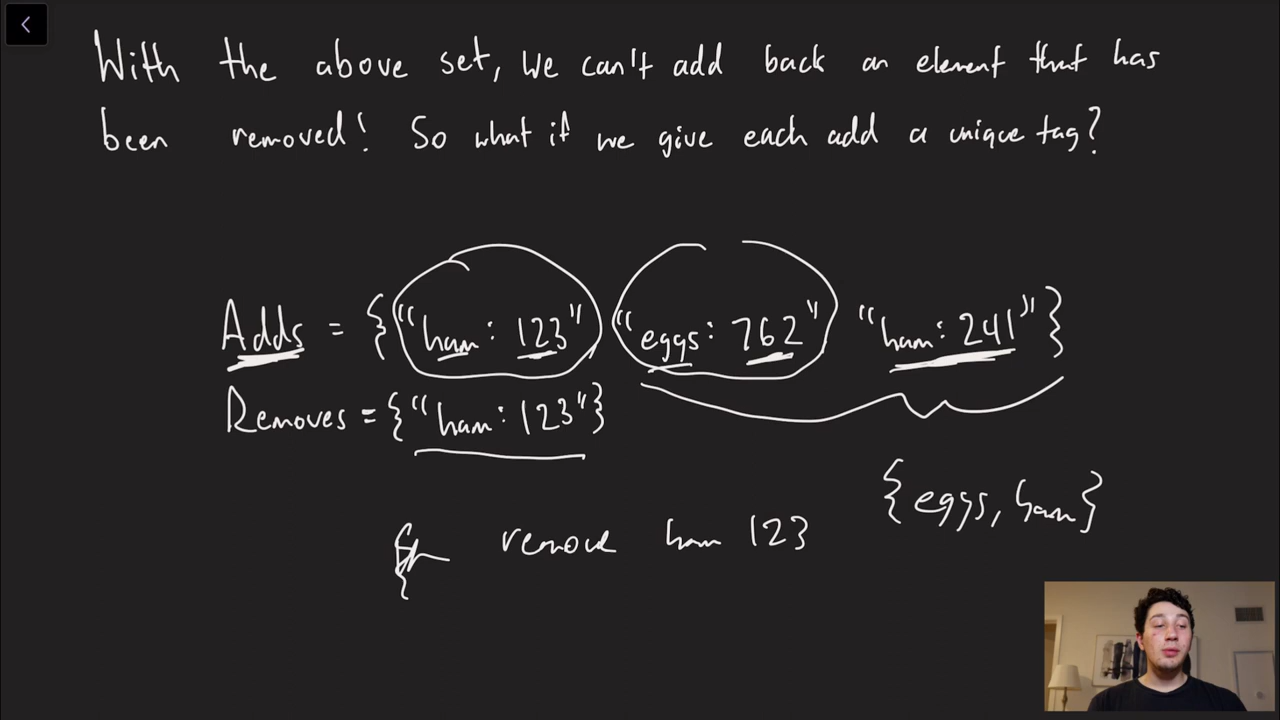 With the above set, we can't add back an element that has
been removed! So what if we give each add a unique tag?
Adds = {"ham: 123" "eggs: 762" "ham: 241"}
Removes = {"ham: 123"}
{eggs, ham}
remove ham 123